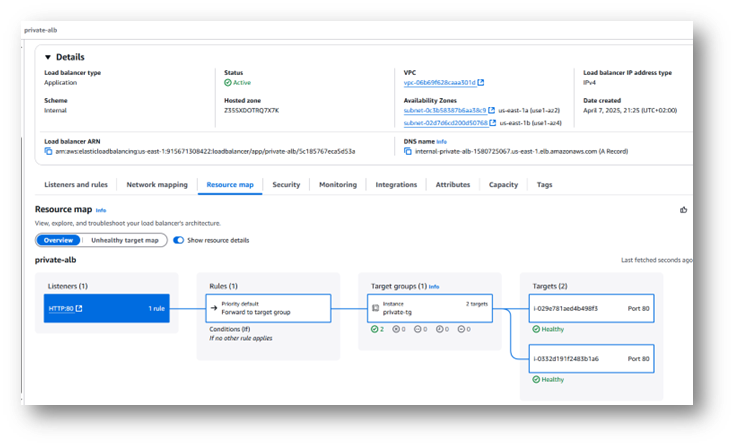 private-alb
Details
Load balancer type
Application
Status
Active
VPC
vpc-06b69f628caaa301d
Load balancer IP address type
IPv4
Scheme
Internal
Hosted zone
Z35SXDOTRQ7X7K
Availability Zones
subnet-0c3b58387b6aa38c9 us-east-1a (use1-az2)
subnet-02d7d6cd200d50768 us-east-1b (use1-az4)
Date created
April 7, 2025, 21:25 (UTC+02:00)
Load balancer ARN
arn:aws:elasticloadbalancing:us-east-1:915671308422:loadbalancer/app/private-alb/5c185767eca5d53a
DNS name Info
internal-private-alb-1580725067.us-east-1.elb.amazonaws.com (A Record)
Listeners and rules Network mapping Resource map Security Monitoring Integrations Attributes Capacity Tags
Resource map Info
View, explore, and troubleshoot your load balancer's architecture.
Overview Unhealthy target map Show resource details
private-alb
Last fetched seconds ago
Listeners (1)
HTTP:80 1 rule
Rules (1)
Priority default
Forward to target group
Conditions (If)
If no other rule applies
Target groups (1) Info
Instance 2 targets
private-tg
2 0 0 0 0
Targets (2)
i-029e781aed4b498f3 Port 80
Healthy
i-0332d191f2483b1a6 Port 80
Healthy